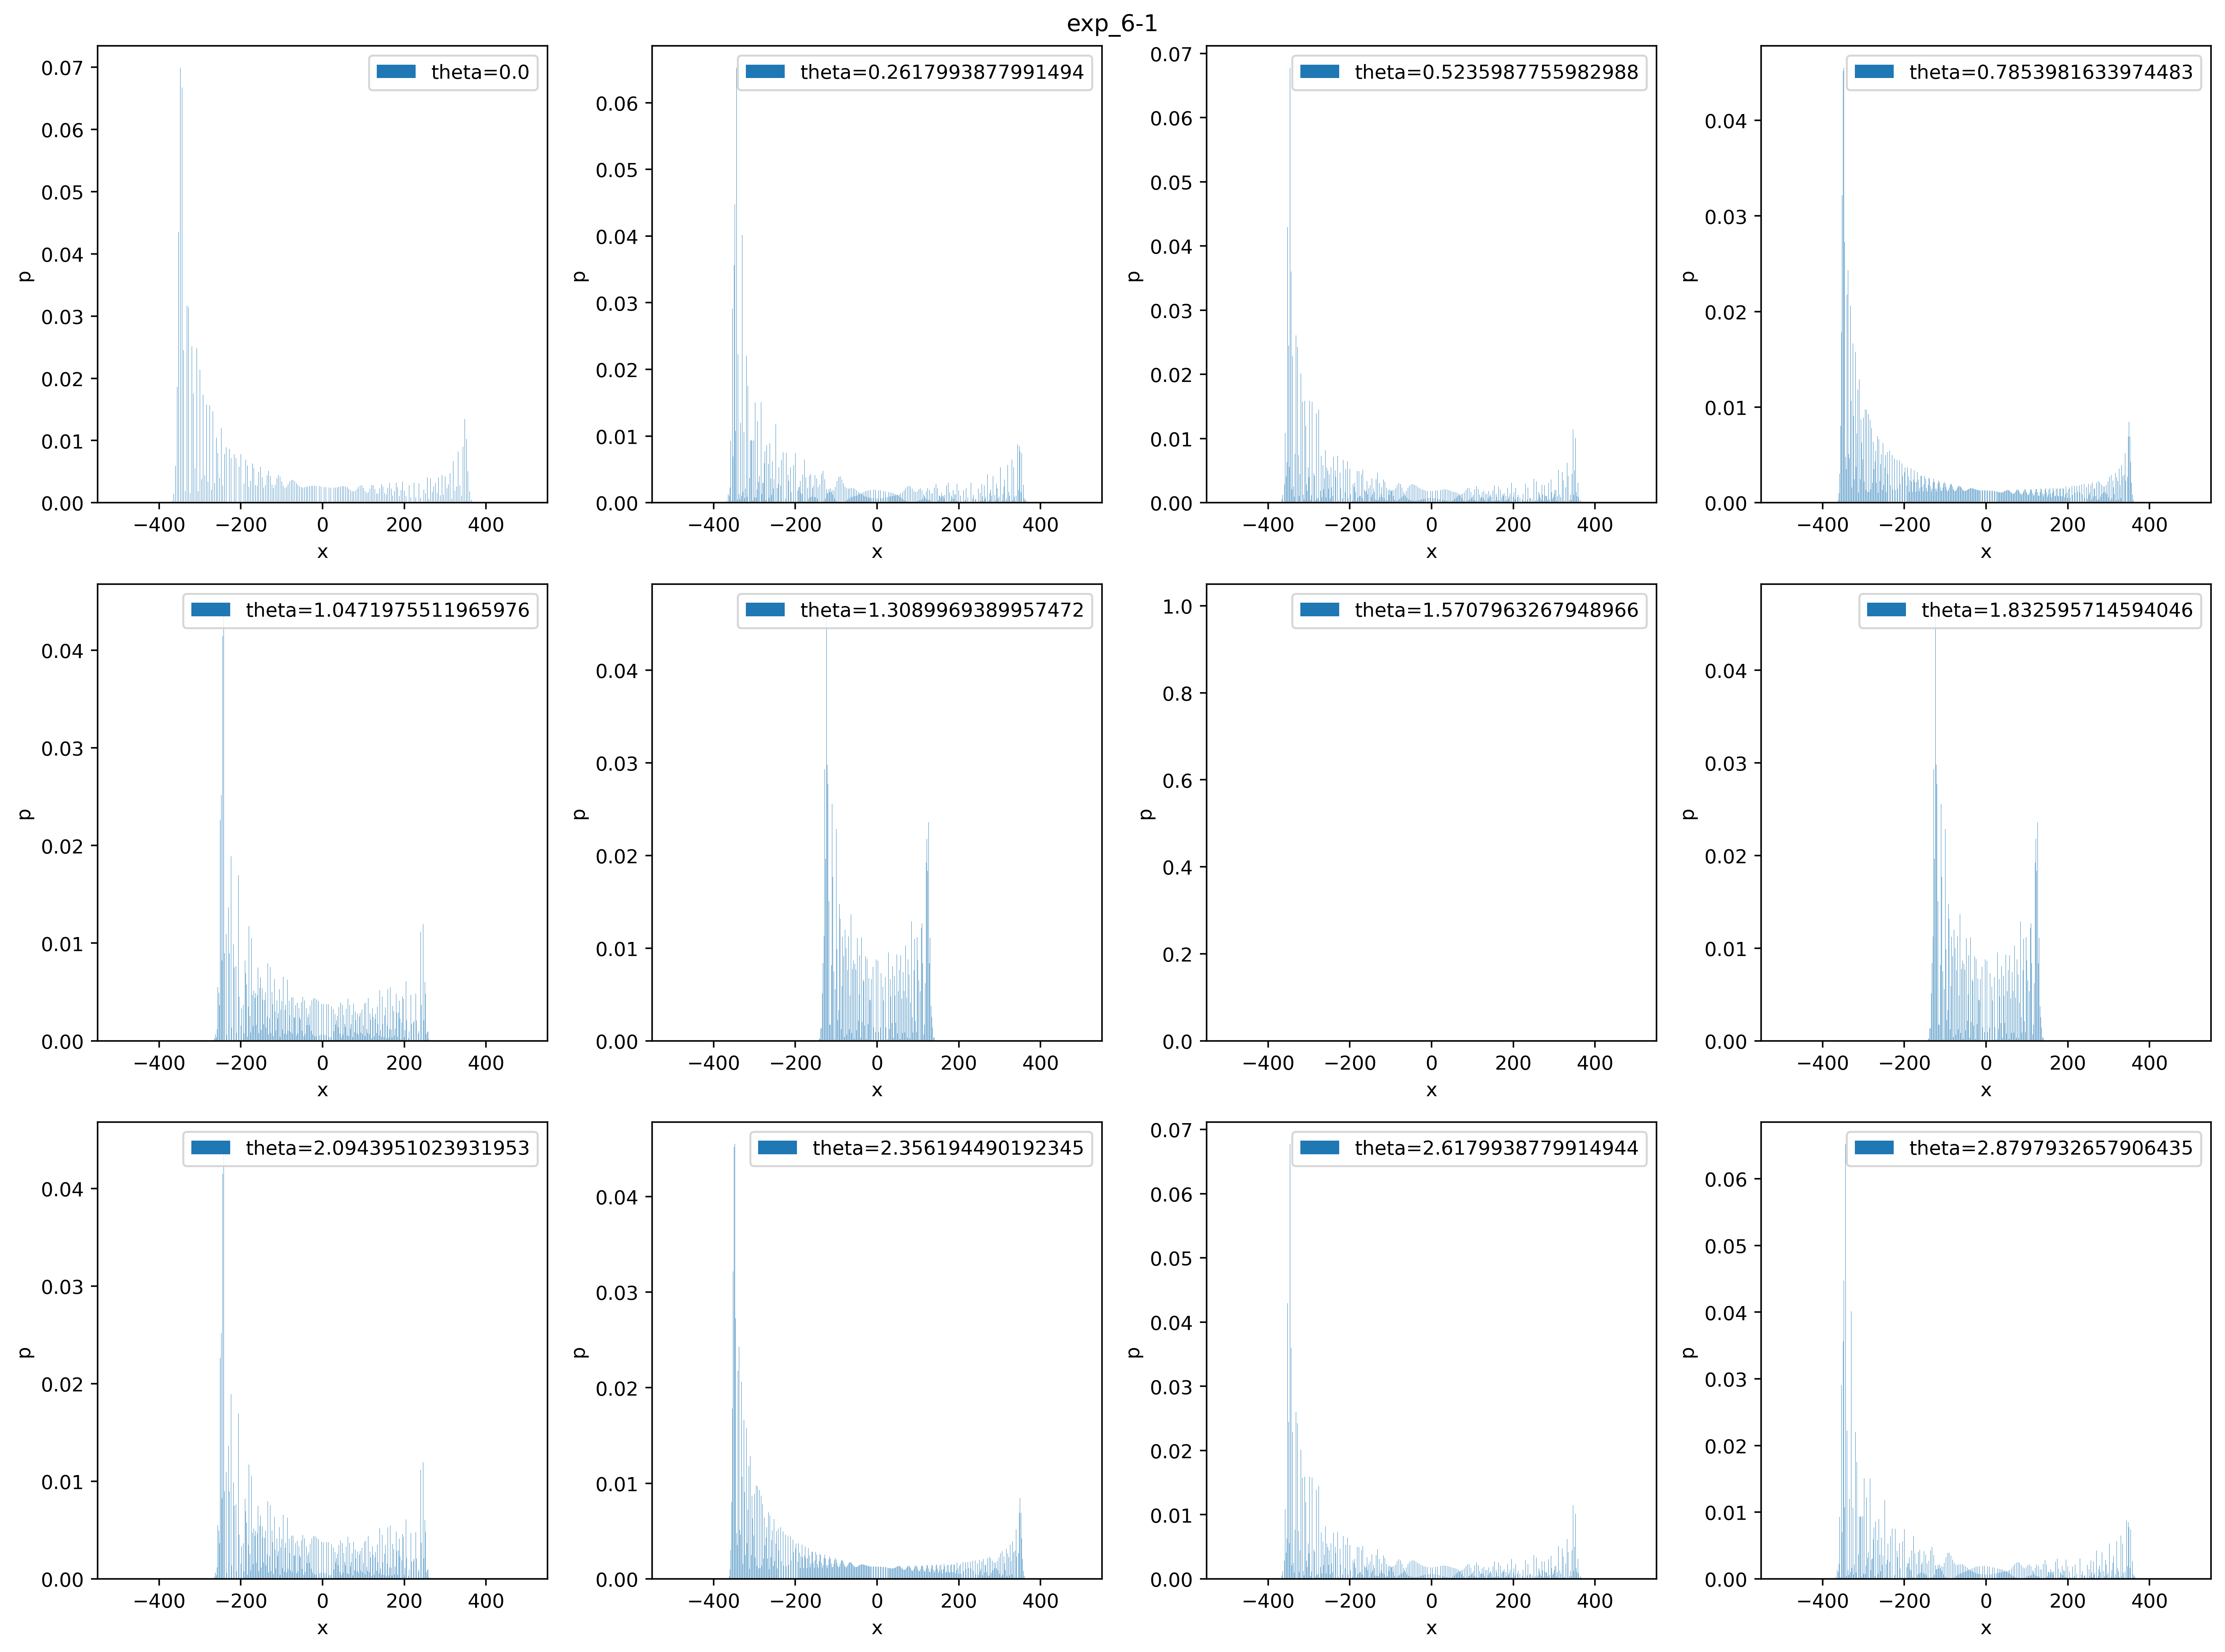 exp_6-1
theta=0.0
0.07
0.06
0.05
0.04
0.03
0.02
0.01
0.00
p
−400 −200 0 200 400
x
theta=0.2617993877991494
0.06
0.05
0.04
0.03
0.02
0.01
0.00
p
−400 −200 0 200 400
x
theta=0.5235987755982988
0.07
0.06
0.05
0.04
0.03
0.02
0.01
0.00
p
−400 −200 0 200 400
x
theta=0.7853981633974483
0.04
0.03
0.02
0.01
0.00
p
−400 −200 0 200 400
x
theta=1.0471975511965976
0.04
0.03
0.02
0.01
0.00
p
−400 −200 0 200 400
x
theta=1.3089969389957472
0.04
0.03
0.02
0.01
0.00
p
−400 −200 0 200 400
x
theta=1.5707963267948966
1.0
0.8
0.6
0.4
0.2
0.0
p
−400 −200 0 200 400
x
theta=1.832595714594046
0.04
0.03
0.02
0.01
0.00
p
−400 −200 0 200 400
x
theta=2.0943951023931953
0.04
0.03
0.02
0.01
0.00
p
−400 −200 0 200 400
x
theta=2.356194490192345
0.04
0.03
0.02
0.01
0.00
p
−400 −200 0 200 400
x
theta=2.6179938779914944
0.07
0.06
0.05
0.04
0.03
0.02
0.01
0.00
p
−400 −200 0 200 400
x
theta=2.8797932657906435
0.06
0.05
0.04
0.03
0.02
0.01
0.00
p
−400 −200 0 200 400
x